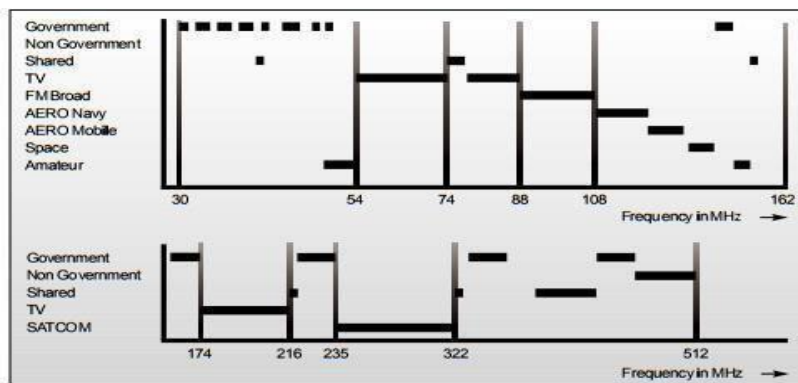 Government
Non Government
Shared
TV
FM Broad
AERO Navy
AERO Mobile
Space
Amateur
30 54 74 88 108 162
Frequency in MHz
Government
Non Government
Shared
TV
SATCOM
174 216 235 322 512
Frequency in MHz